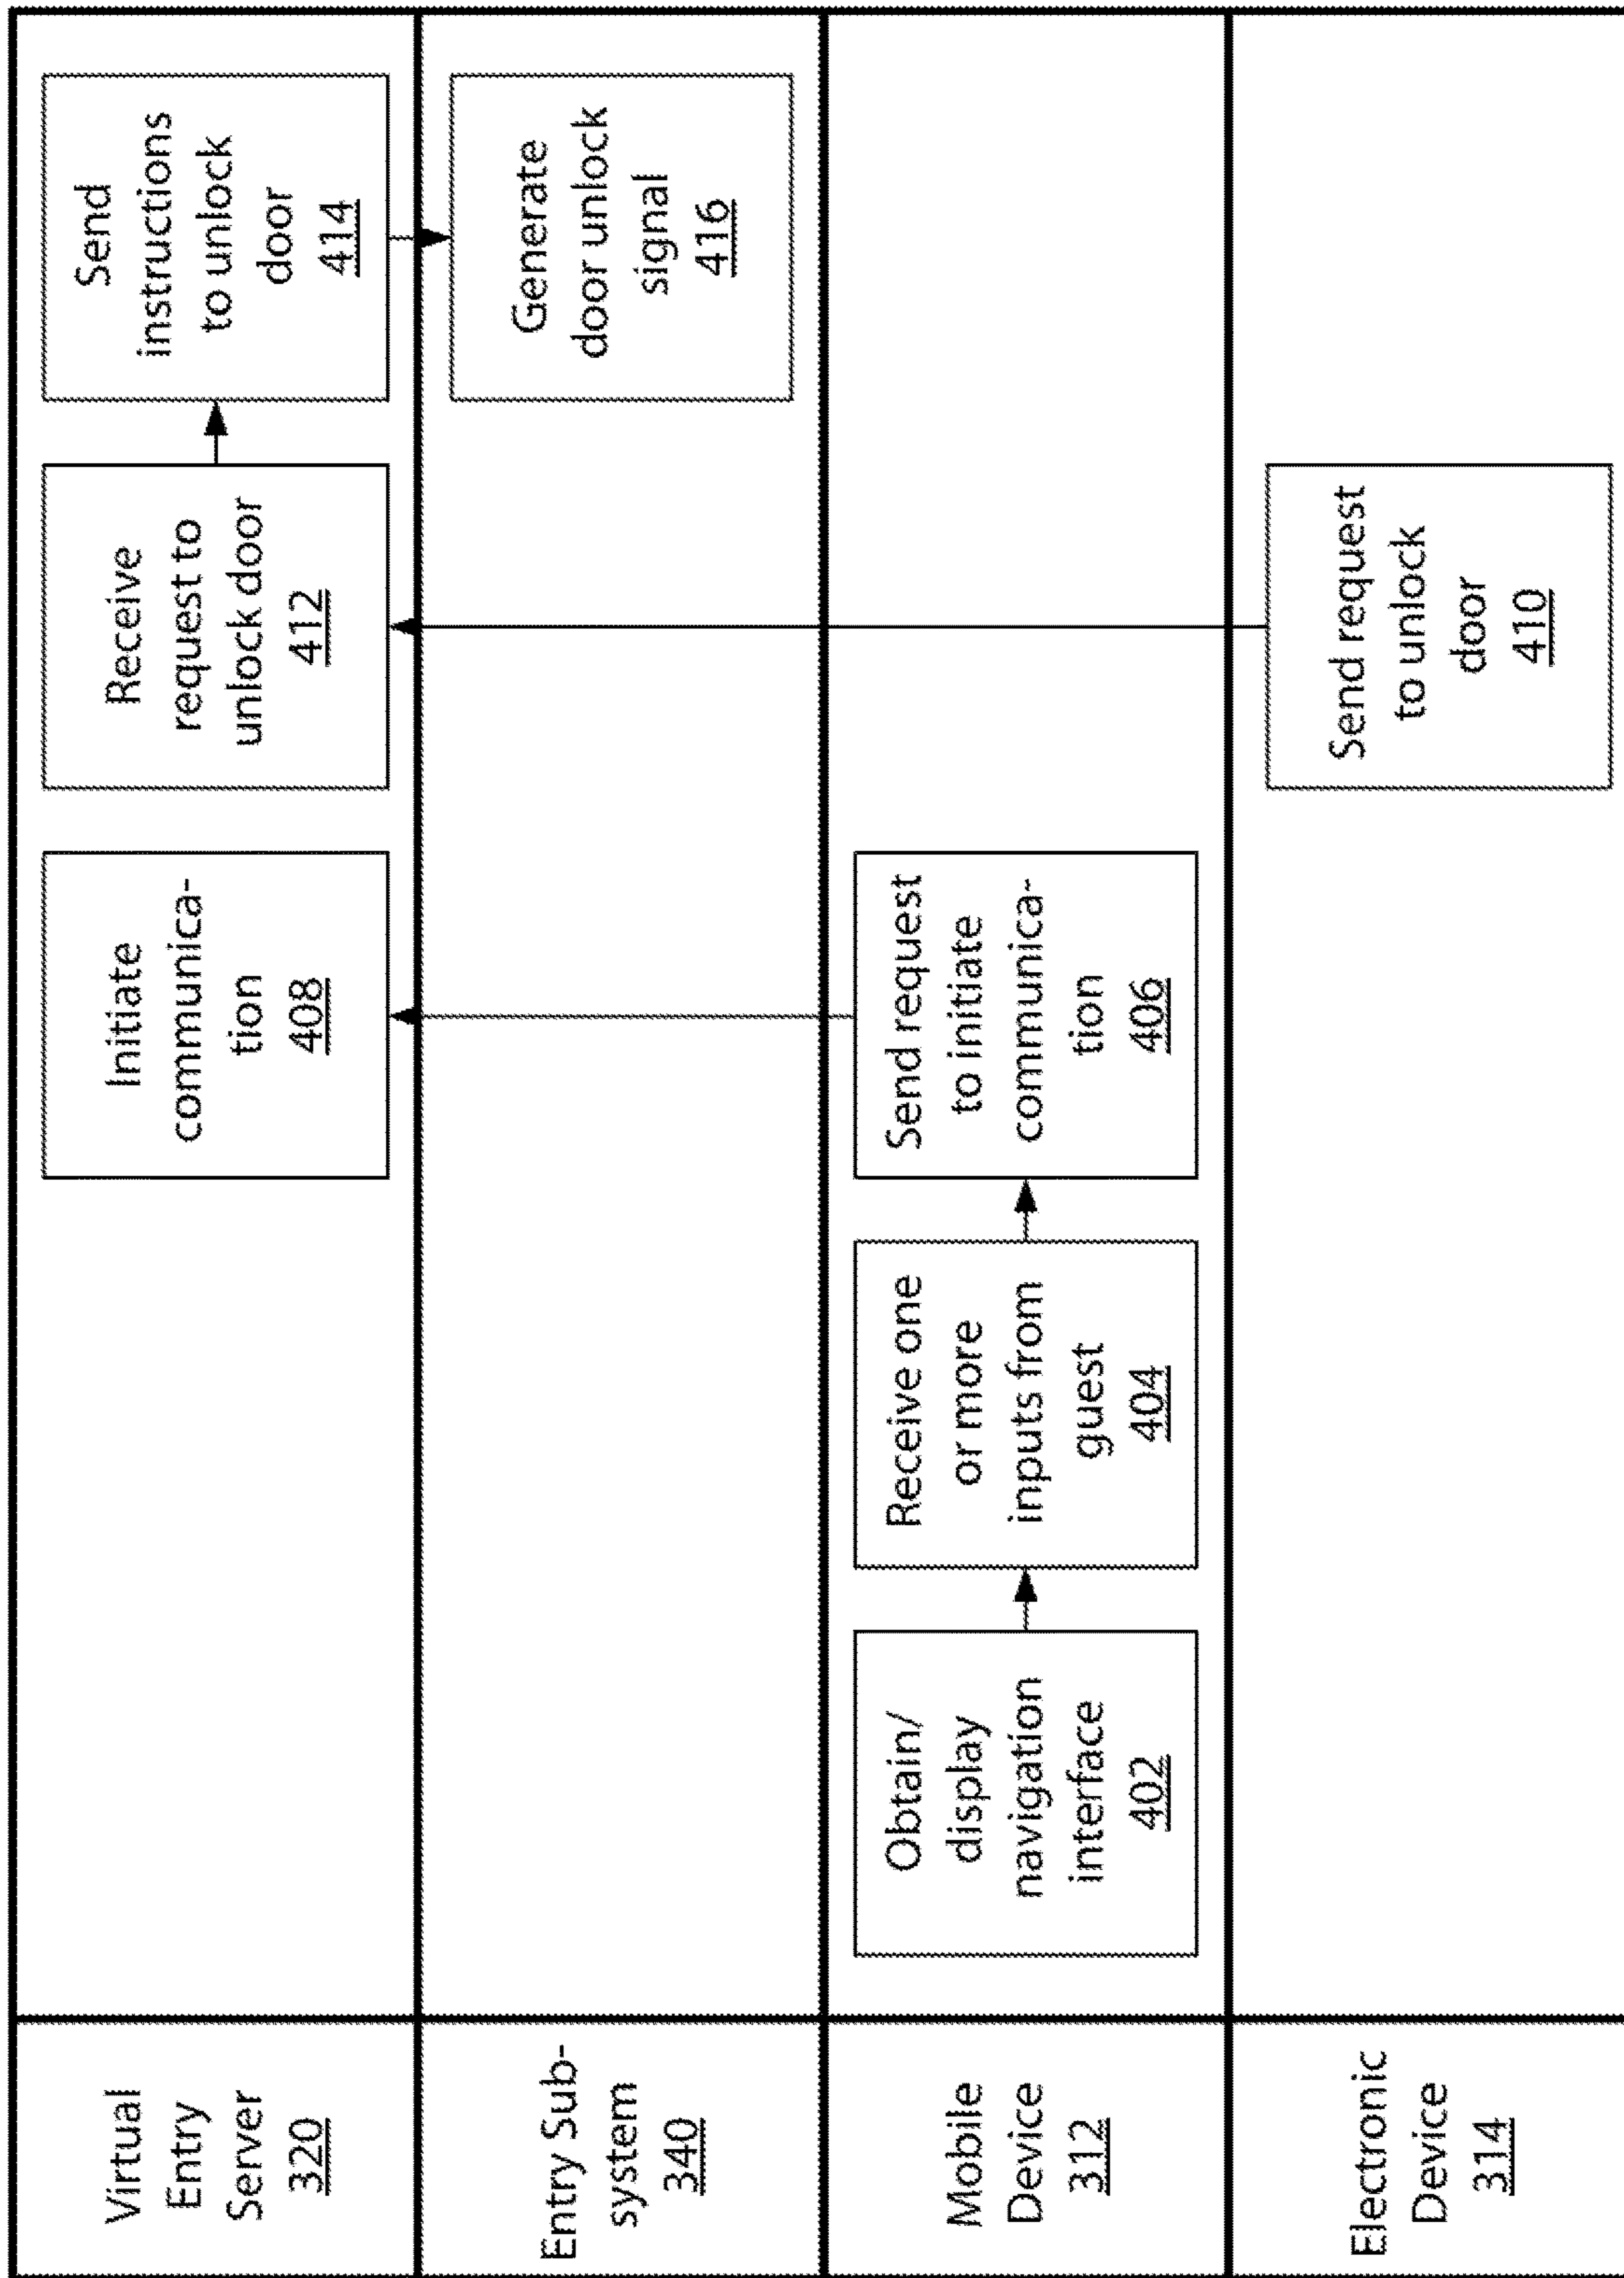 Virtual
Entry
Server
320
Initiate
communica-
tion
408
Receive
request to
unlock door
412
Send
instructions
to unlock
door
414
Entry Sub-
system
340
Generate
door unlock
signal
416
Mobile
Device
312
Obtain/
display
navigation
interface
402
Receive one
or more
inputs from
guest
404
Send request
to initiate
communica-
tion
406
Electronic
Device
314
Send request
to unlock
door
410